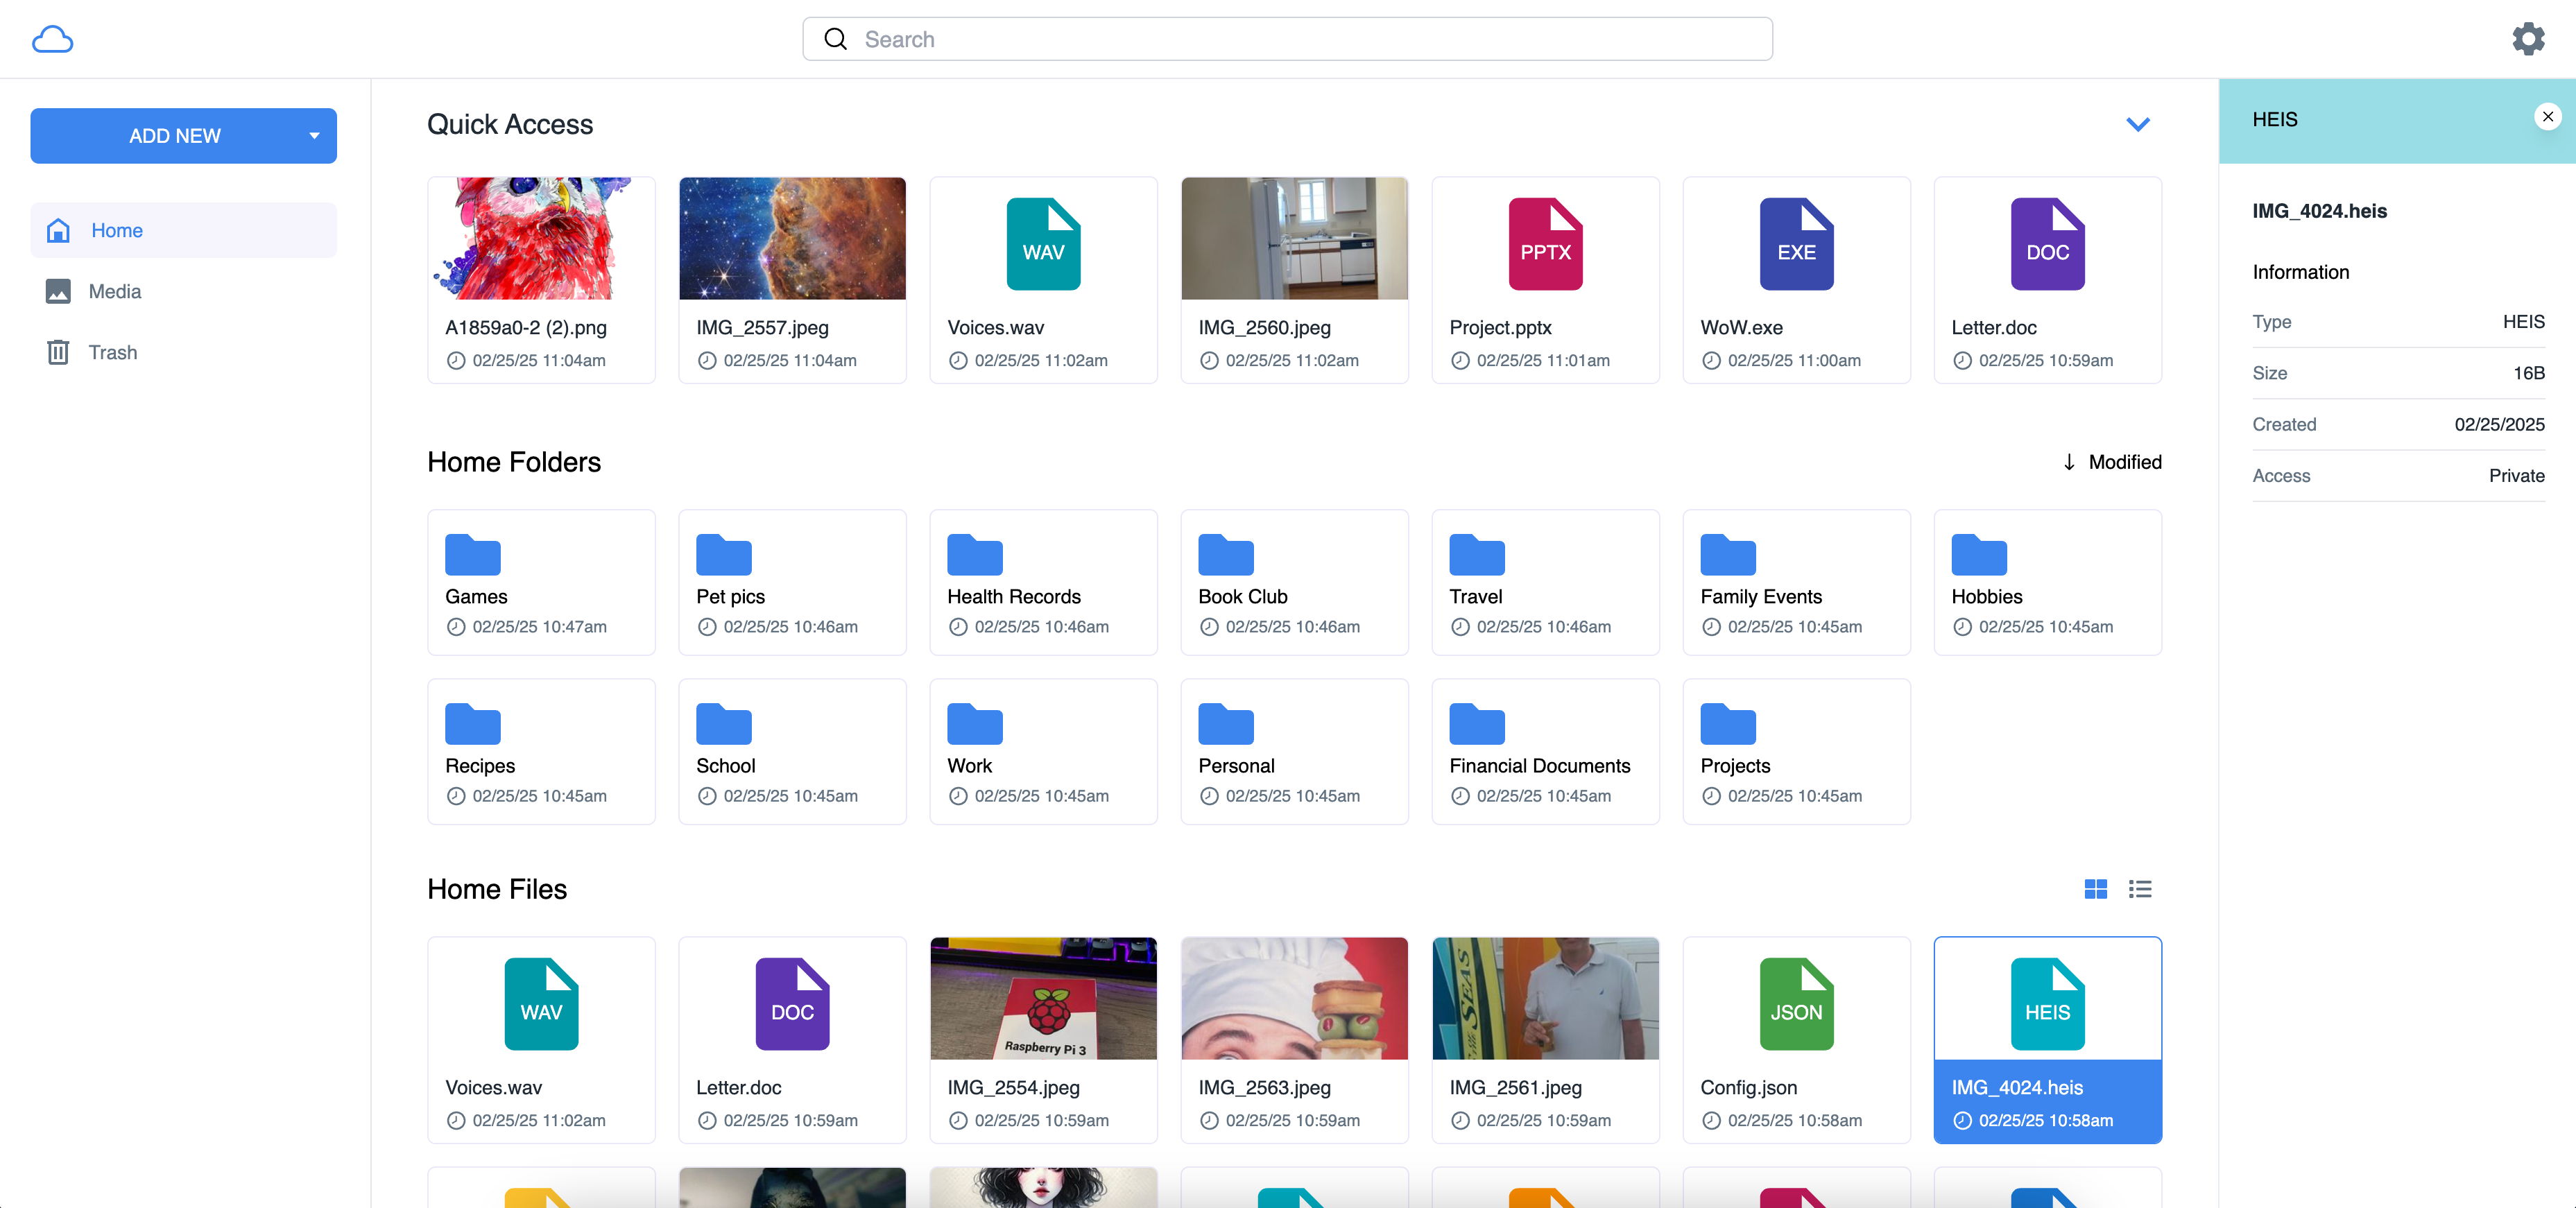 Search
ADD NEW
Home
Media
Trash
Quick Access
WAV
PPTX
EXE
DOC
A1859a0-2 (2).png
IMG_2557.jpeg
Voices.wav
IMG_2560.jpeg
Project.pptx
WoW.exe
Letter.doc
02/25/25 11:04am
02/25/25 11:04am
02/25/25 11:02am
02/25/25 11:02am
02/25/25 11:01am
02/25/25 11:00am
02/25/25 10:59am
Home Folders
Modified
Games
Pet pics
Health Records
Book Club
Travel
Family Events
Hobbies
02/25/25 10:47am
02/25/25 10:46am
02/25/25 10:46am
02/25/25 10:46am
02/25/25 10:46am
02/25/25 10:45am
02/25/25 10:45am
Recipes
School
Work
Personal
Financial Documents
Projects
02/25/25 10:45am
02/25/25 10:45am
02/25/25 10:45am
02/25/25 10:45am
02/25/25 10:45am
02/25/25 10:45am
Home Files
WAV
DOC
Raspberry Pi 3
SEAS
JSON
HEIS
Voices.wav
Letter.doc
IMG_2554.jpeg
IMG_2563.jpeg
IMG_2561.jpeg
Config.json
IMG_4024.heis
02/25/25 11:02am
02/25/25 10:59am
02/25/25 10:59am
02/25/25 10:59am
02/25/25 10:59am
02/25/25 10:58am
02/25/25 10:58am
HEIS
IMG_4024.heis
Information
Type HEIS
Size 16B
Created 02/25/2025
Access Private